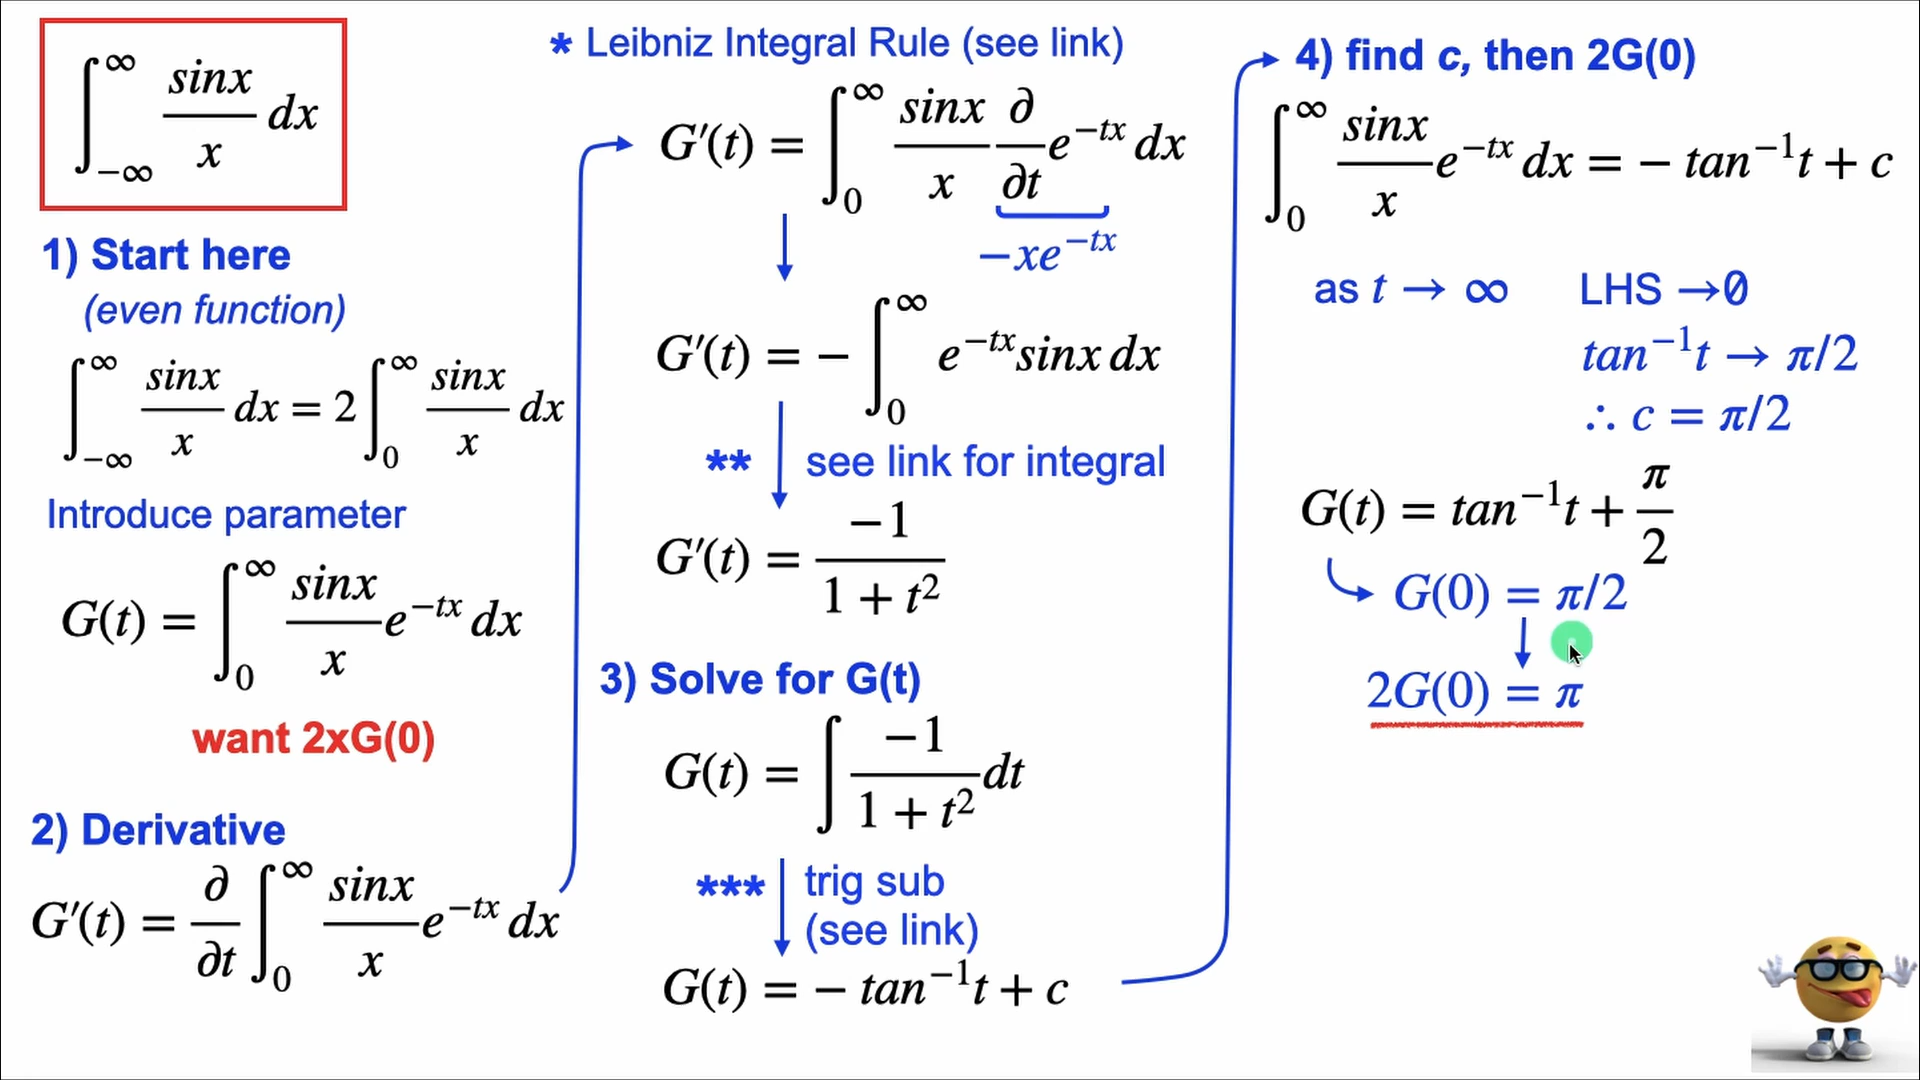 ∫_{-∞}^{∞} sinx/x dx
1) Start here
(even function)
∫_{-∞}^{∞} sinx/x dx = 2∫_0^∞ sinx/x dx
Introduce parameter
G(t) = ∫_0^∞ sinx/x e^{-tx} dx
want 2xG(0)
2) Derivative
G′(t) = ∂/∂t ∫_0^∞ sinx/x e^{-tx} dx
* Leibniz Integral Rule (see link)
G′(t) = ∫_0^∞ sinx/x ∂/∂t e^{-tx} dx
-xe^{-tx}
G′(t) = - ∫_0^∞ e^{-tx} sinx dx
** see link for integral
G′(t) = -1/(1 + t²)
3) Solve for G(t)
G(t) = ∫ -1/(1 + t²) dt
*** trig sub
(see link)
G(t) = - tan⁻¹t + c
4) find c, then 2G(0)
∫_0^∞ sinx/x e^{-tx} dx = - tan⁻¹t + c
as t → ∞ LHS →0
tan⁻¹t → π/2
∴ c = π/2
G(t) = tan⁻¹t + π/2
G(0) = π/2
2G(0) = π